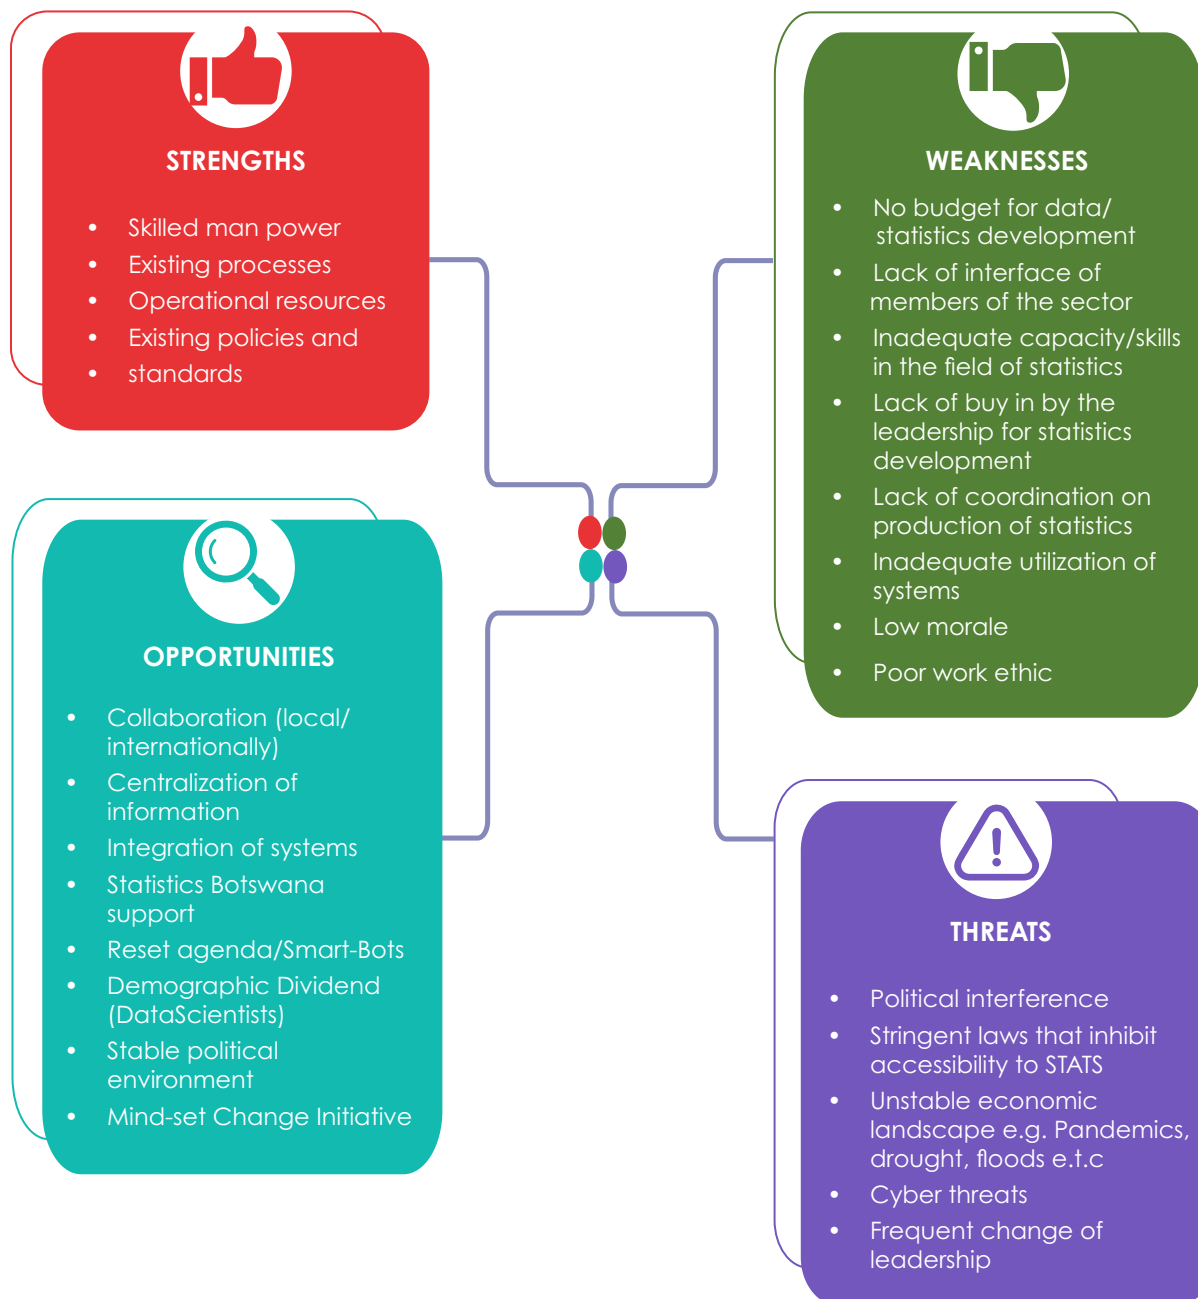 STRENGTHS
• Skilled man power
• Existing processes
• Operational resources
• Existing policies and
• standards
WEAKNESSES
• No budget for data/
statistics development
• Lack of interface of
members of the sector
• Inadequate capacity/skills
in the field of statistics
• Lack of buy in by the
leadership for statistics
development
• Lack of coordination on
production of statistics
• Inadequate utilization of
systems
• Low morale
• Poor work ethic
OPPORTUNITIES
• Collaboration (local/
internationally)
• Centralization of
information
• Integration of systems
• Statistics Botswana
support
• Reset agenda/Smart-Bots
• Demographic Dividend
(DataScientists)
• Stable political
environment
• Mind-set Change Initiative
THREATS
• Political interference
• Stringent laws that inhibit
accessibility to STATS
• Unstable economic
landscape e.g. Pandemics,
drought, floods e.t.c
• Cyber threats
• Frequent change of
leadership